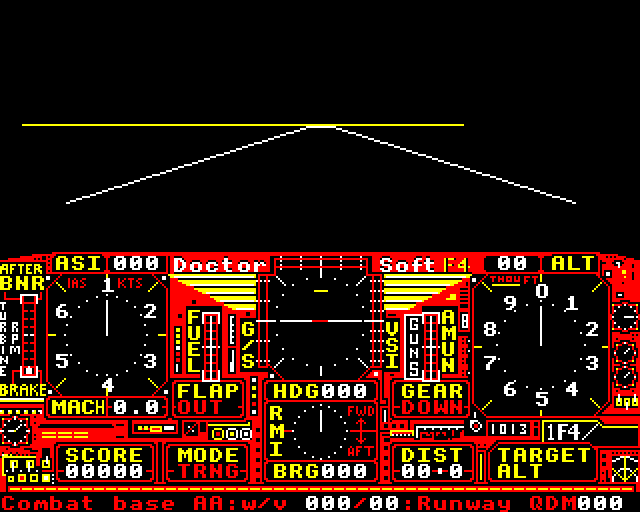 ASI 000 Doctor Soft F4 00 ALT
AFTER
BNR
IAS 1 KTS
THOU FT
6 2
5 3
4
9 0 1
8 2
7 3
6 5 4
TURBINE
RPM
FUEL
G/S
VSI
GUNS
AMUN
BRAKE
MACH 0.0
FLAP
OUT
HDG000
GEAR
DOWN
RMI
FWD
AFT
1013
1F4/
SCORE
00000
MODE
TRNG
BRG000
DIST
00.0
TARGET
ALT
Combat base AA:w/v 000/00:Runway QDM000